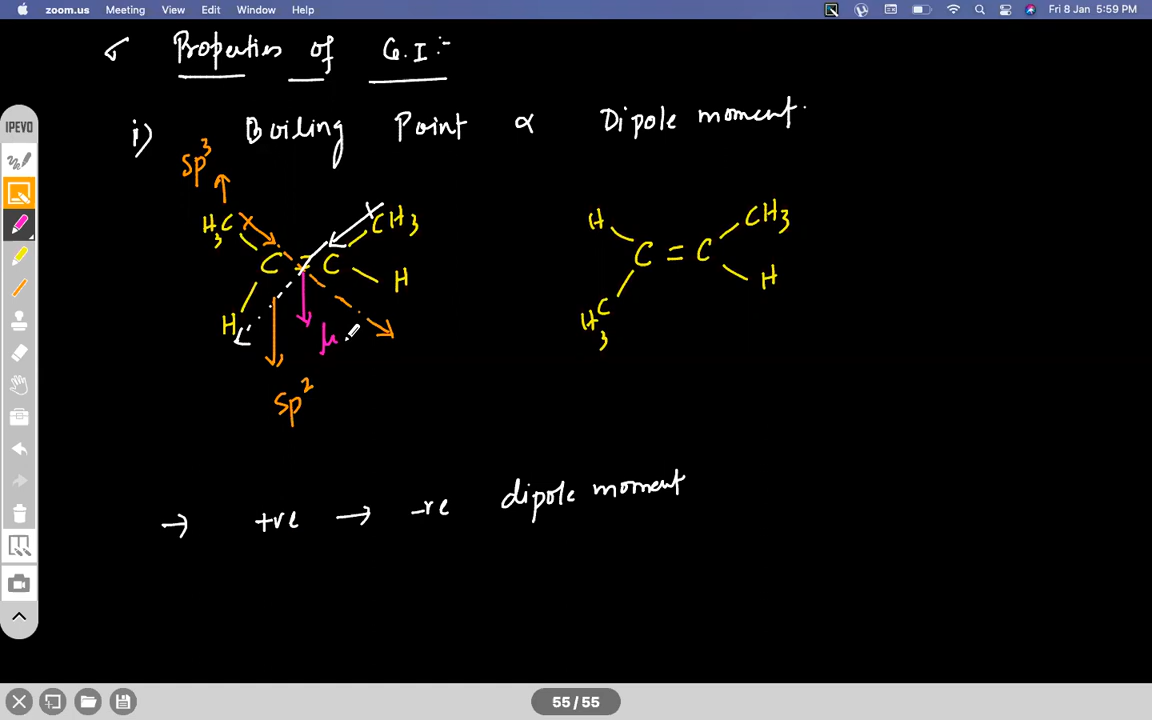 zoom.us Meeting View Edit Window Help Fri 8 Jan 5:59 PM
Properties of G.I :-
IPEVO
i) Boiling Point ∝ Dipole moment.
Sp³
H₃C CH₃ H CH₃
C = C C = C
H H H₃C H
μ
Sp²
→ +ve → -ve dipole moment
55 / 55